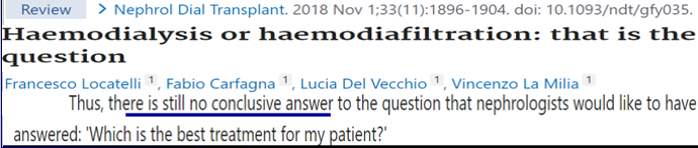 Review > Nephrol Dial Transplant. 2018 Nov 1;33(11):1896-1904. doi: 10.1093/ndt/gfy035.
Haemodialysis or haemodiafiltration: that is the
question
Francesco Locatelli 1, Fabio Carfagna 1, Lucia Del Vecchio 1, Vincenzo La Milia 1
Thus, there is still no conclusive answer to the question that nephrologists would like to have
answered: 'Which is the best treatment for my patient?'